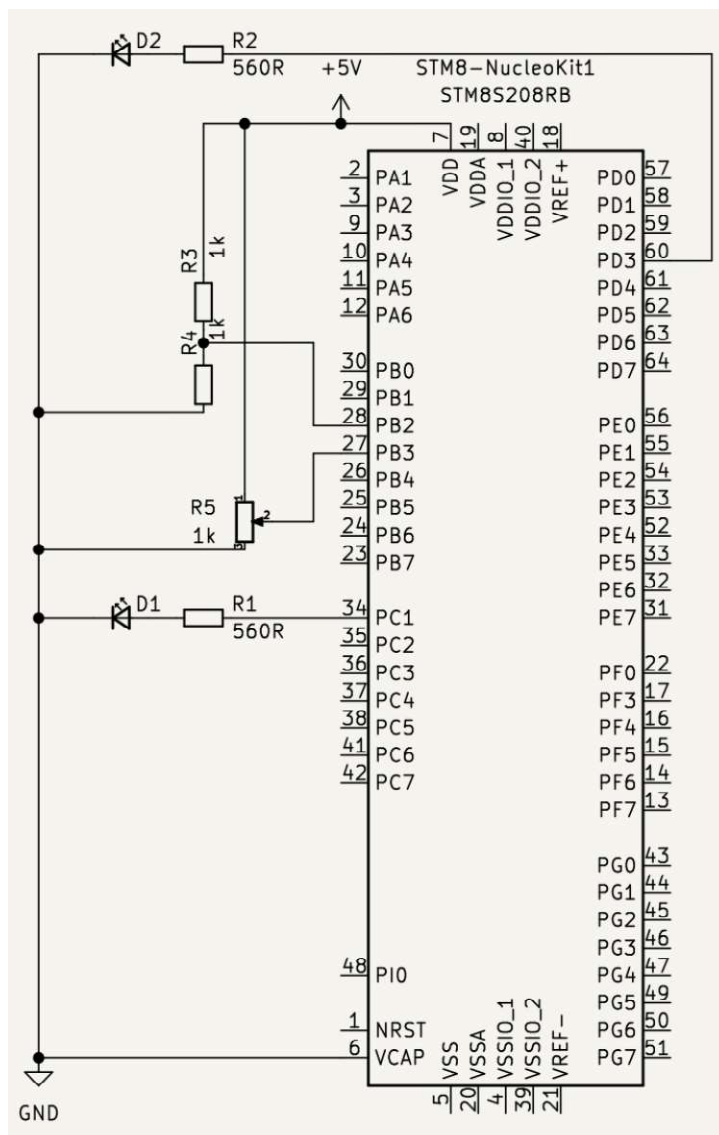 D2
R2
560R
+5V
STM8-NucleoKit1
STM8S208RB
7 VDD
19 VDDA
8 VDDIO_1
40 VDDIO_2
18 VREF+
2 PA1
3 PA2
9 PA3
10 PA4
11 PA5
12 PA6
30 PB0
29 PB1
28 PB2
27 PB3
26 PB4
25 PB5
24 PB6
23 PB7
34 PC1
35 PC2
36 PC3
37 PC4
38 PC5
41 PC6
42 PC7
48 PI0
1 NRST
6 VCAP
PD0 57
PD1 58
PD2 59
PD3 60
PD4 61
PD5 62
PD6 63
PD7 64
PE0 56
PE1 55
PE2 54
PE3 53
PE4 52
PE5 33
PE6 32
PE7 31
PF0 22
PF3 17
PF4 16
PF5 15
PF6 14
PF7 13
PG0 43
PG1 44
PG2 45
PG3 46
PG4 47
PG5 49
PG6 50
PG7 51
VSS 5
VSSA 20
VSSIO_1 4
VSSIO_2 39
VREF- 21
R3
1k
R4
1k
R5
1k
1
2
3
D1
R1
560R
GND